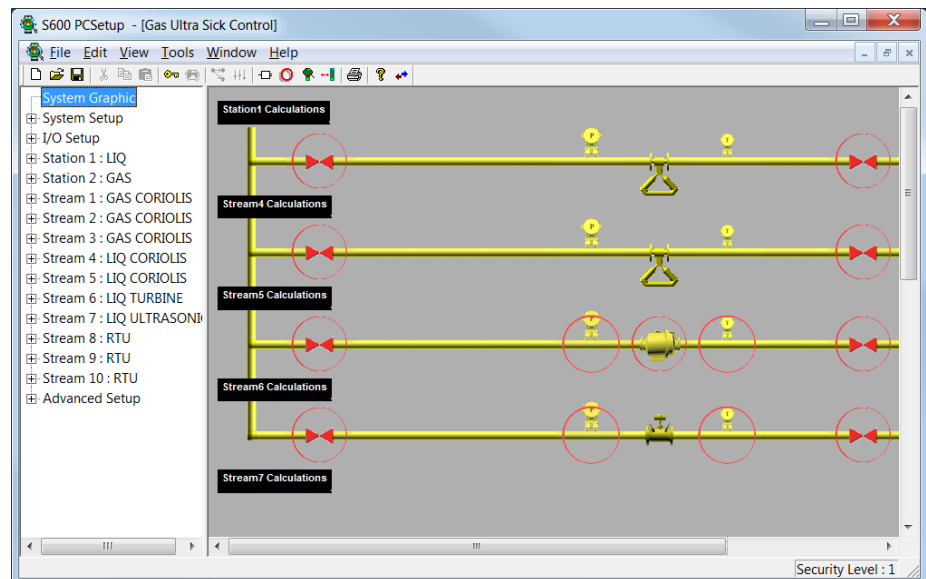 S600 PCSetup - [Gas Ultra Sick Control]
File Edit View Tools Window Help
System Graphic
System Setup
I/O Setup
Station 1 : LIQ
Station 2 : GAS
Stream 1 : GAS CORIOLIS
Stream 2 : GAS CORIOLIS
Stream 3 : GAS CORIOLIS
Stream 4 : LIQ CORIOLIS
Stream 5 : LIQ CORIOLIS
Stream 6 : LIQ TURBINE
Stream 7 : LIQ ULTRASONI
Stream 8 : RTU
Stream 9 : RTU
Stream 10 : RTU
Advanced Setup
Station1 Calculations
P T
Stream4 Calculations
P T
Stream5 Calculations
P T
Stream6 Calculations
P T
Stream7 Calculations
Security Level : 1